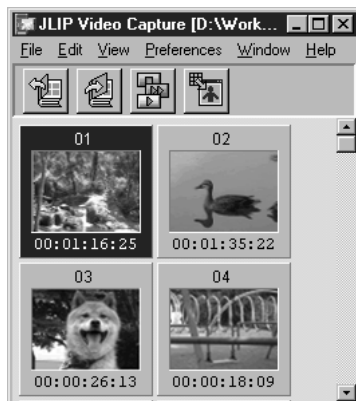 JLIP Video Capture [D:\Work...
File Edit View Preferences Window Help
01 02
00:01:16:25 00:01:35:22
03 04
00:00:26:13 00:00:18:09